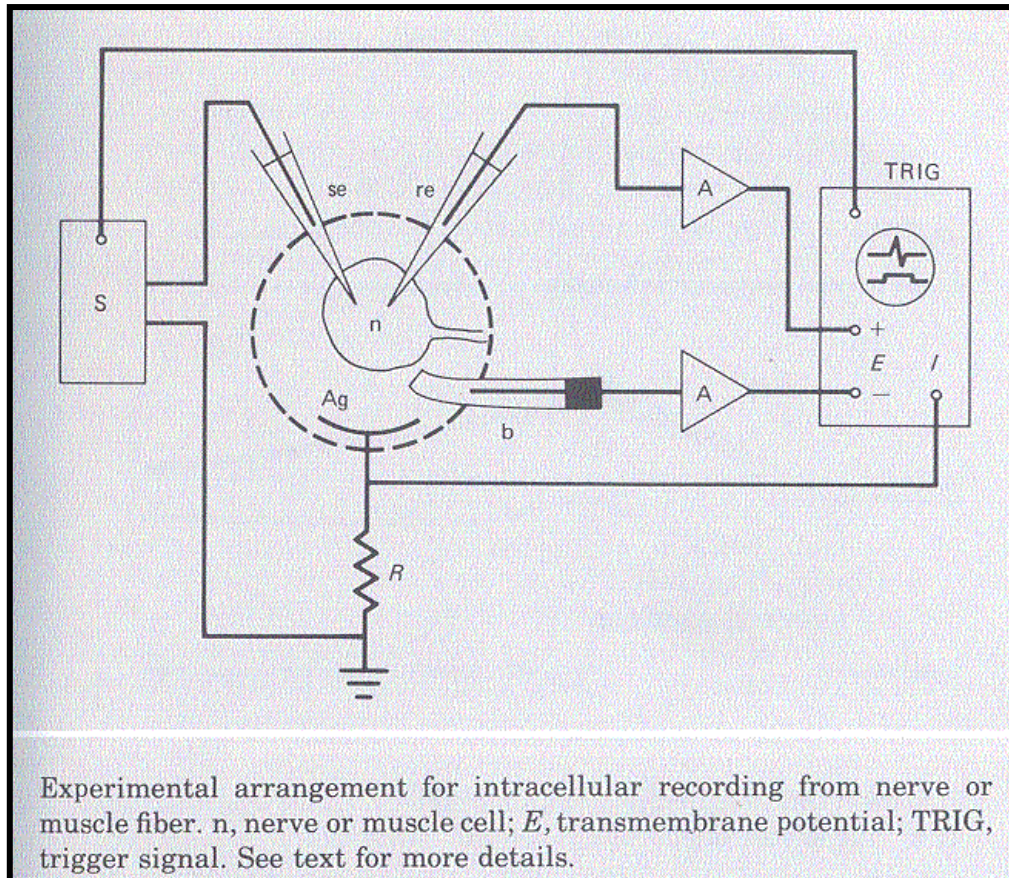 TRIG
se
re
A
S
n
+
E
I
−
Ag
A
b
R
Experimental arrangement for intracellular recording from nerve or
muscle fiber. n, nerve or muscle cell; E, transmembrane potential; TRIG,
trigger signal. See text for more details.